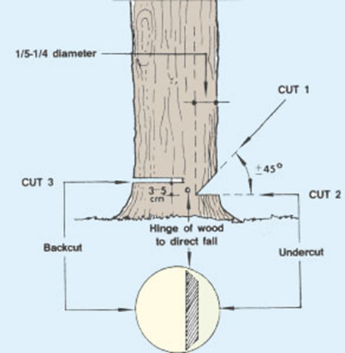 1/5-1/4 diameter
CUT 1
±45°
CUT 3
3-5
cm
CUT 2
Hinge of wood
to direct fall
Backcut
Undercut